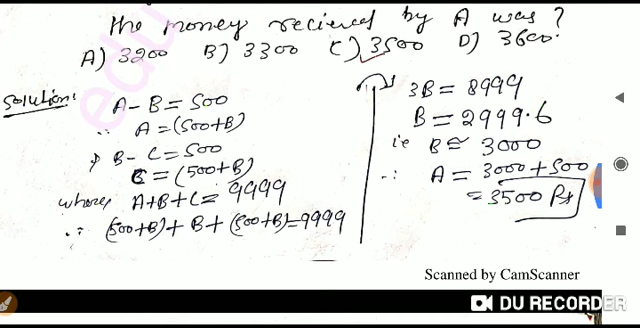 the money recieved by A was?
A) 3200 B) 3300 C) 3500 D) 3600.
Solution:
A - B = 500
∴ A = (500+B)
B - C = 500
C = (500+B)
where, A+B+C = 9999
∴ (500+B) + B + (500+B) = 9999
3B = 8999
B = 2999.6
ie B ≅ 3000
∴ A = 3000 + 500
= 3500 Rs
Scanned by CamScanner
DU RECORDER